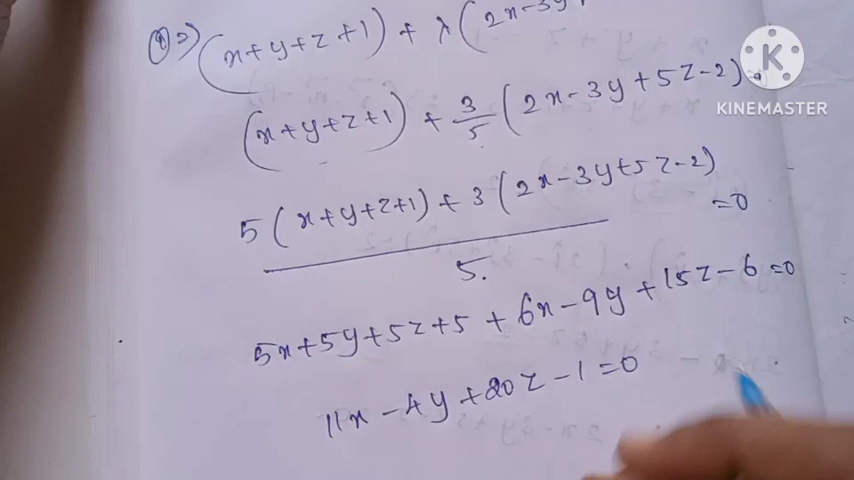 (x+y+z+1) + λ(2x-3y
(x+y+z+1) + 3/5 (2x-3y+5z-2)=0
KINEMASTER
5(x+y+z+1)+3(2x-3y+5z-2)
=0
5.
5x+5y+5z+5+6x-9y+15z-6=0
11x-4y+20z-1=0